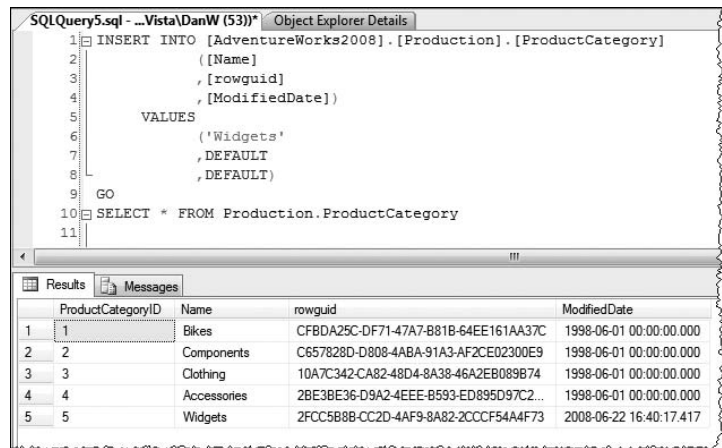 SQLQuery5.sql - ...Vista\DanW (53))* Object Explorer Details
1 INSERT INTO [AdventureWorks2008].[Production].[ProductCategory]
2 ([Name]
3 ,[rowguid]
4 ,[ModifiedDate])
5 VALUES
6 ('Widgets'
7 ,DEFAULT
8 ,DEFAULT)
9 GO
10 SELECT * FROM Production.ProductCategory
11
Results Messages
ProductCategoryID Name rowguid ModifiedDate
1 1 Bikes CFBDA25C-DF71-47A7-B81B-64EE161AA37C 1998-06-01 00:00:00.000
2 2 Components C657828D-D808-4ABA-91A3-AF2CE02300E9 1998-06-01 00:00:00.000
3 3 Clothing 10A7C342-CA82-48D4-8A38-46A2EB089B74 1998-06-01 00:00:00.000
4 4 Accessories 2BE3BE36-D9A2-4EEE-B593-ED895D97C2... 1998-06-01 00:00:00.000
5 5 Widgets 2FCC5B8B-CC2D-4AF9-8A82-2CCCF54A4F73 2008-06-22 16:40:17.417